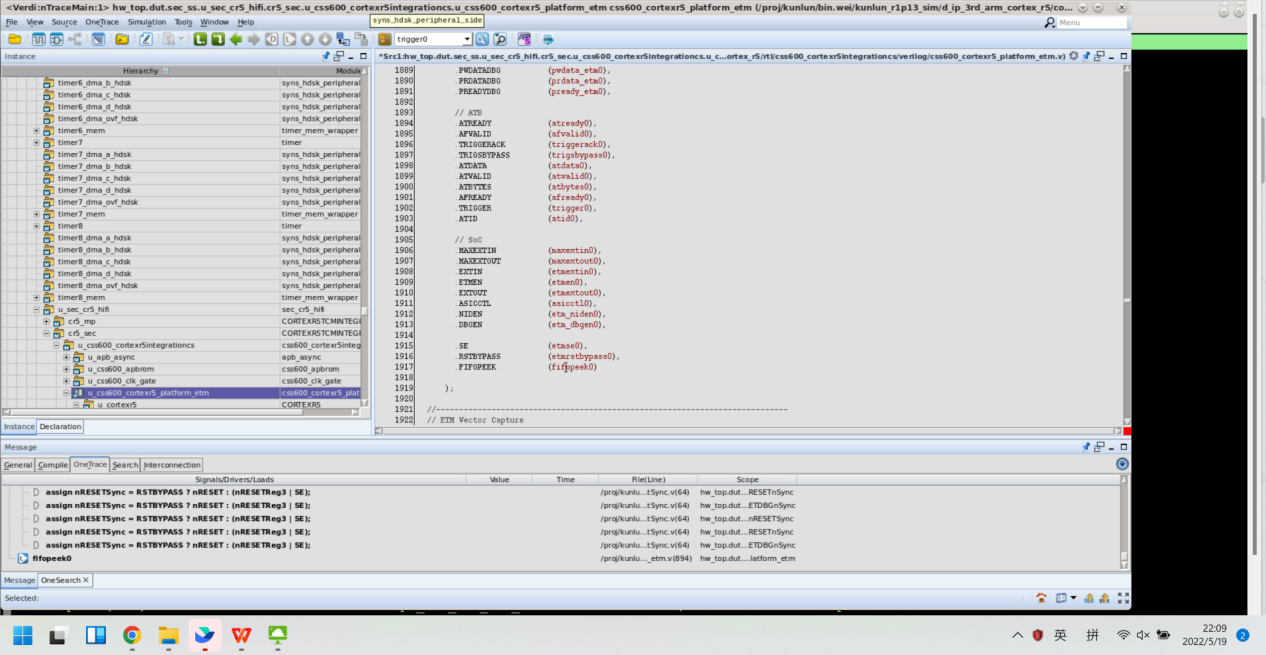 <Verdi:nTraceMain:1> hw_top.dut.sec_ss.u_sec_cr5_hifi.cr5_sec.u_css600_cortexr5integrationcs.u_css600_cortexr5_platform_etm css600_cortexr5_platform_etm (/proj/kunlun/bin.wei/kunlun_r1p13_sim/d_ip_3rd_arm_cortex_r5/co...
File View Source OneTrace Simulation Tools Window Help
syns_hdsk_peripheral_side
Menu
trigger0
Instance
*Src1:hw_top.dut.sec_ss.u_sec_cr5_hifi.cr5_sec.u_css600_cortexr5integrationcs.u_c...ortex_r5/rtl/css600_cortexr5integrationcs/verilog/css600_cortexr5_platform_etm.v)
Hierarchy Module
timer6_dma_b_hdsk syns_hdsk_peripheral
timer6_dma_c_hdsk syns_hdsk_peripheral
timer6_dma_d_hdsk syns_hdsk_peripheral
timer6_dma_ovf_hdsk syns_hdsk_peripheral
timer6_mem timer_mem_wrapper
timer7 timer
timer7_dma_a_hdsk syns_hdsk_peripheral
timer7_dma_b_hdsk syns_hdsk_peripheral
timer7_dma_c_hdsk syns_hdsk_peripheral
timer7_dma_d_hdsk syns_hdsk_peripheral
timer7_dma_ovf_hdsk syns_hdsk_peripheral
timer7_mem timer_mem_wrapper
timer8 timer
timer8_dma_a_hdsk syns_hdsk_peripheral
timer8_dma_b_hdsk syns_hdsk_peripheral
timer8_dma_c_hdsk syns_hdsk_peripheral
timer8_dma_d_hdsk syns_hdsk_peripheral
timer8_dma_ovf_hdsk syns_hdsk_peripheral
timer8_mem timer_mem_wrapper
u_sec_cr5_hifi sec_cr5_hifi
cr5_mp CORTEXR5TCMINTEGI
cr5_sec CORTEXR5TCMINTEGI
u_css600_cortexr5integrationcs css600_cortexr5integ
u_apb_async apb_async
u_css600_apbrom css600_apbrom
u_css600_clk_gate css600_clk_gate
u_css600_cortexr5_platform_etm css600_cortexr5_plat
u_cortexr5 CORTEXR5
Instance Declaration
1889 .PWDATADBG (pwdata_etm0),
1890 .PRDATADBG (prdata_etm0),
1891 .PREADYDBG (pready_etm0),
1892
1893 // ATB
1894 .ATREADY (atready0),
1895 .AFVALID (afvalid0),
1896 .TRIGGERACK (triggerack0),
1897 .TRIGSBYPASS (trigsbypass0),
1898 .ATDATA (atdata0),
1899 .ATVALID (atvalid0),
1900 .ATBYTES (atbytes0),
1901 .AFREADY (afready0),
1902 .TRIGGER (trigger0),
1903 .ATID (atid0),
1904
1905 // SoC
1906 .MAXEXTIN (maxextin0),
1907 .MAXEXTOUT (maxextout0),
1908 .EXTIN (etmextin0),
1909 .ETMEN (etmen0),
1910 .EXTOUT (etmextout0),
1911 .ASICCTL (asicctl0),
1912 .NIDEN (etm_niden0),
1913 .DBGEN (etm_dbgen0),
1914
1915 .SE (etmse0),
1916 .RSTBYPASS (etmrstbypass0),
1917 .FIFOPEEK (fifopeek0)
1918
1919 );
1920
1921 //--------------------------------------------------------------------------
1922 // ETM Vector Capture
Message
General Compile OneTrace Search Interconnection
Signals/Drivers/Loads Value Time File(Line) Scope
D assign nRESETSync = RSTBYPASS ? nRESET : (nRESETReg3 | SE); /proj/kunlu...tSync.v(64) hw_top.dut...RESETnSync
D assign nRESETSync = RSTBYPASS ? nRESET : (nRESETReg3 | SE); /proj/kunlu...tSync.v(64) hw_top.dut...ETDBGnSync
D assign nRESETSync = RSTBYPASS ? nRESET : (nRESETReg3 | SE); /proj/kunlu...tSync.v(64) hw_top.dut...nRESETSync
D assign nRESETSync = RSTBYPASS ? nRESET : (nRESETReg3 | SE); /proj/kunlu...tSync.v(64) hw_top.dut...RESETnSync
D assign nRESETSync = RSTBYPASS ? nRESET : (nRESETReg3 | SE); /proj/kunlu...tSync.v(64) hw_top.dut...ETDBGnSync
fifopeek0 /proj/kunlu..._etm.v(894) hw_top.dut....latform_etm
Message OneSearch
Selected:
英 拼
22:09
2022/5/19
2